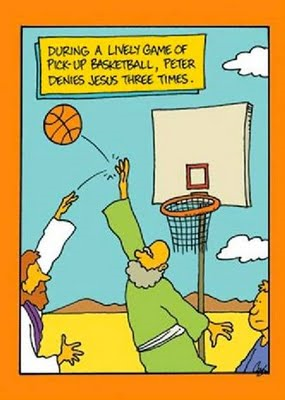 DURING A LIVELY GAME OF
PICK-UP BASKETBALL, PETER
DENIES JESUS THREE TIMES.